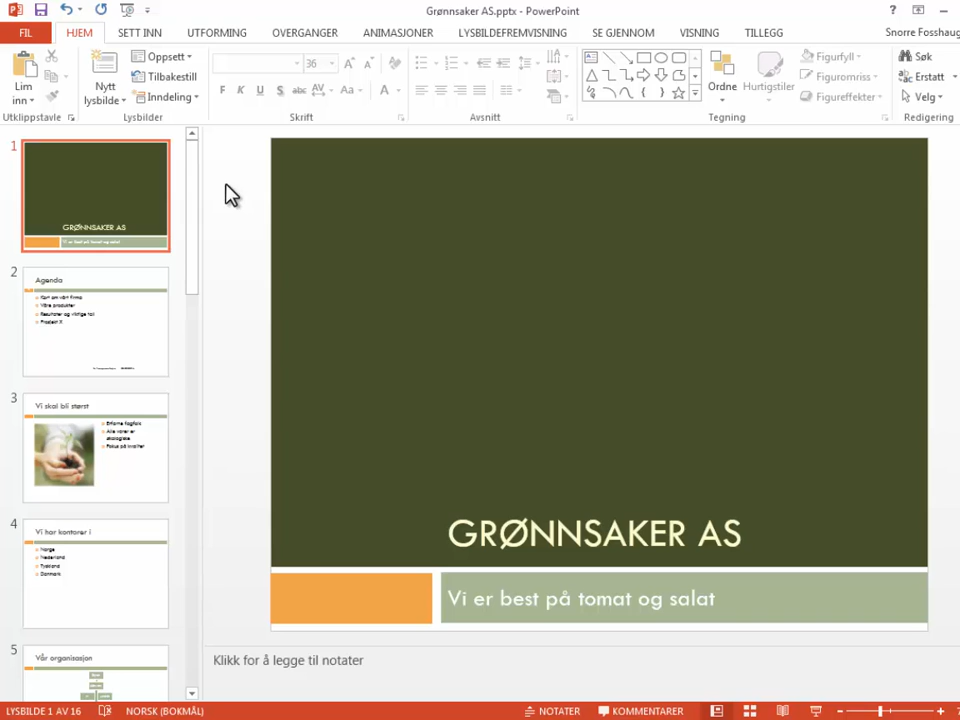 Grønnsaker AS.pptx - PowerPoint
FIL HJEM SETT INN UTFORMING OVERGANGER ANIMASJONER LYSBILDEFREMVISNING SE GJENNOM VISNING TILLEGG Snorre Fosshaug
Lim inn
Nytt lysbilde
Oppsett
Tilbakestill
Inndeling
36
F K U S abc AV Aa A
Ordne
Hurtigstiler
Figurfyll
Figuromriss
Figureffekter
Søk
Erstatt
Velg
Utklippstavle Lysbilder Skrift Avsnitt Tegning Redigering
1
GRØNNSAKER AS
Vi er best på tomat og salat
2
Agenda
Kort om vårt firma
Våre produkter
Resultater og viktige tall
Prosjekt X
3
Vi skal bli størst
Erfarne fagfolk
Alle varer er
økologiske
Fokus på kvalitet
4
Vi har kontorer i
Norge
Nederland
Tyskland
Danmark
5
Vår organisasjon
GRØNNSAKER AS
Vi er best på tomat og salat
Klikk for å legge til notater
LYSBILDE 1 AV 16 NORSK (BOKMÅL) NOTATER KOMMENTARER